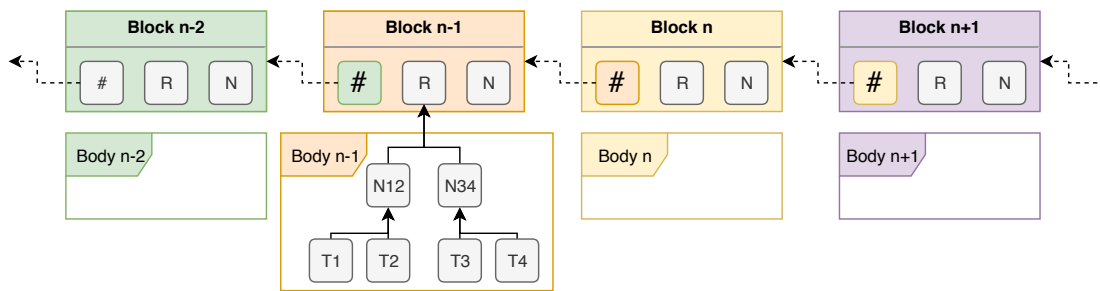 Block n-2
Block n-1
Block n
Block n+1
# R N
# R N
# R N
# R N
Body n-2
Body n-1
Body n
Body n+1
N12 N34
T1 T2 T3 T4